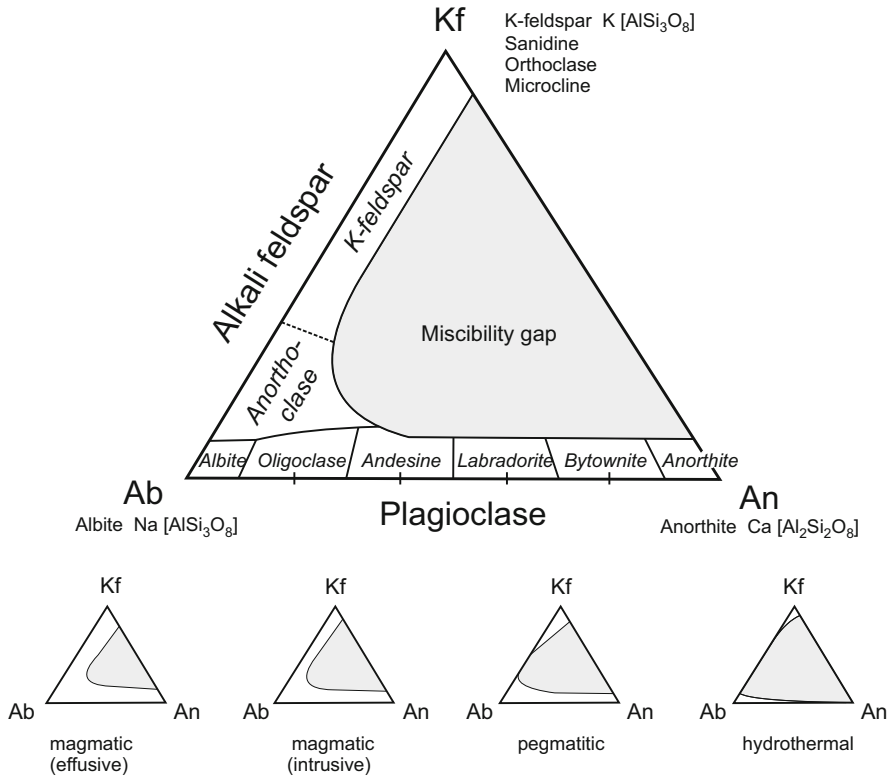 Kf
K-feldspar K [AlSi₃O₈]
Sanidine
Orthoclase
Microcline
Alkali feldspar
K-feldspar
Miscibility gap
Anortho-
clase
Albite Oligoclase Andesine Labradorite Bytownite Anorthite
Ab
An
Plagioclase
Albite Na [AlSi₃O₈]
Anorthite Ca [Al₂Si₂O₈]
Kf Kf Kf Kf
Ab An Ab An Ab An Ab An
magmatic
(effusive)
magmatic
(intrusive)
pegmatitic
hydrothermal